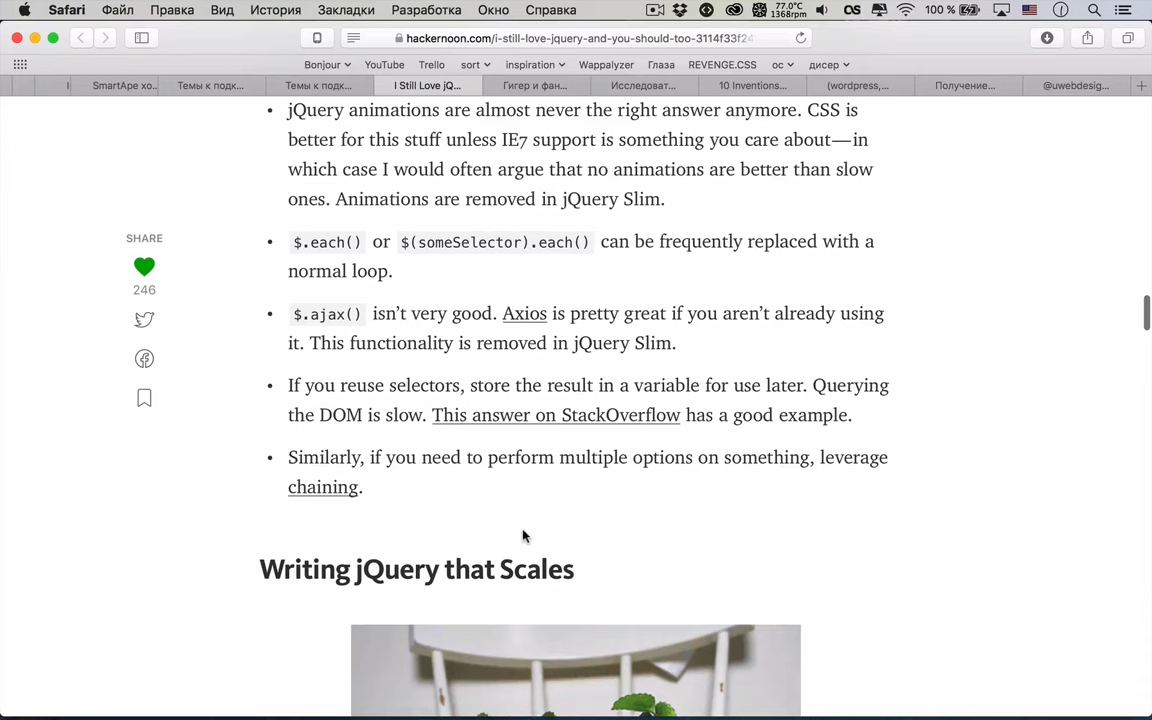 Safari Файл Правка Вид История Закладки Разработка Окно Справка 77.0°C 1368rpm 100 %
hackernoon.com/i-still-love-jquery-and-you-should-too-3114f33f24
Bonjour YouTube Trello sort inspiration Wappalyzer Глаза REVENGE.CSS ос дисер
SmartApe хо... Темы к подк... Темы к подк... I Still Love jQ... Гигер и фан... Исследоват... 10 Inventions... (wordpress,... Получение... @uwebdesig...
• jQuery animations are almost never the right answer anymore. CSS is
better for this stuff unless IE7 support is something you care about—in
which case I would often argue that no animations are better than slow
ones. Animations are removed in jQuery Slim.
SHARE
246
• $.each() or $(someSelector).each() can be frequently replaced with a
normal loop.
• $.ajax() isn’t very good. Axios is pretty great if you aren’t already using
it. This functionality is removed in jQuery Slim.
• If you reuse selectors, store the result in a variable for use later. Querying
the DOM is slow. This answer on StackOverflow has a good example.
• Similarly, if you need to perform multiple options on something, leverage
chaining.
Writing jQuery that Scales